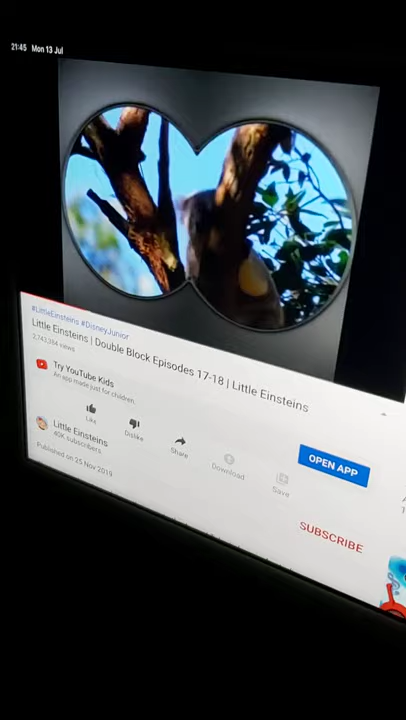 21:45 Mon 13 Jul
#LittleEinsteins #DisneyJunior
Little Einsteins | Double Block Episodes 17-18 | Little Einsteins
2,742,384 views
Try YouTube Kids
An app made just for children.
OPEN APP
Like
Dislike
Share
Download
Save
Little Einsteins
40K subscribers
SUBSCRIBE
Published on 25 Nov 2019